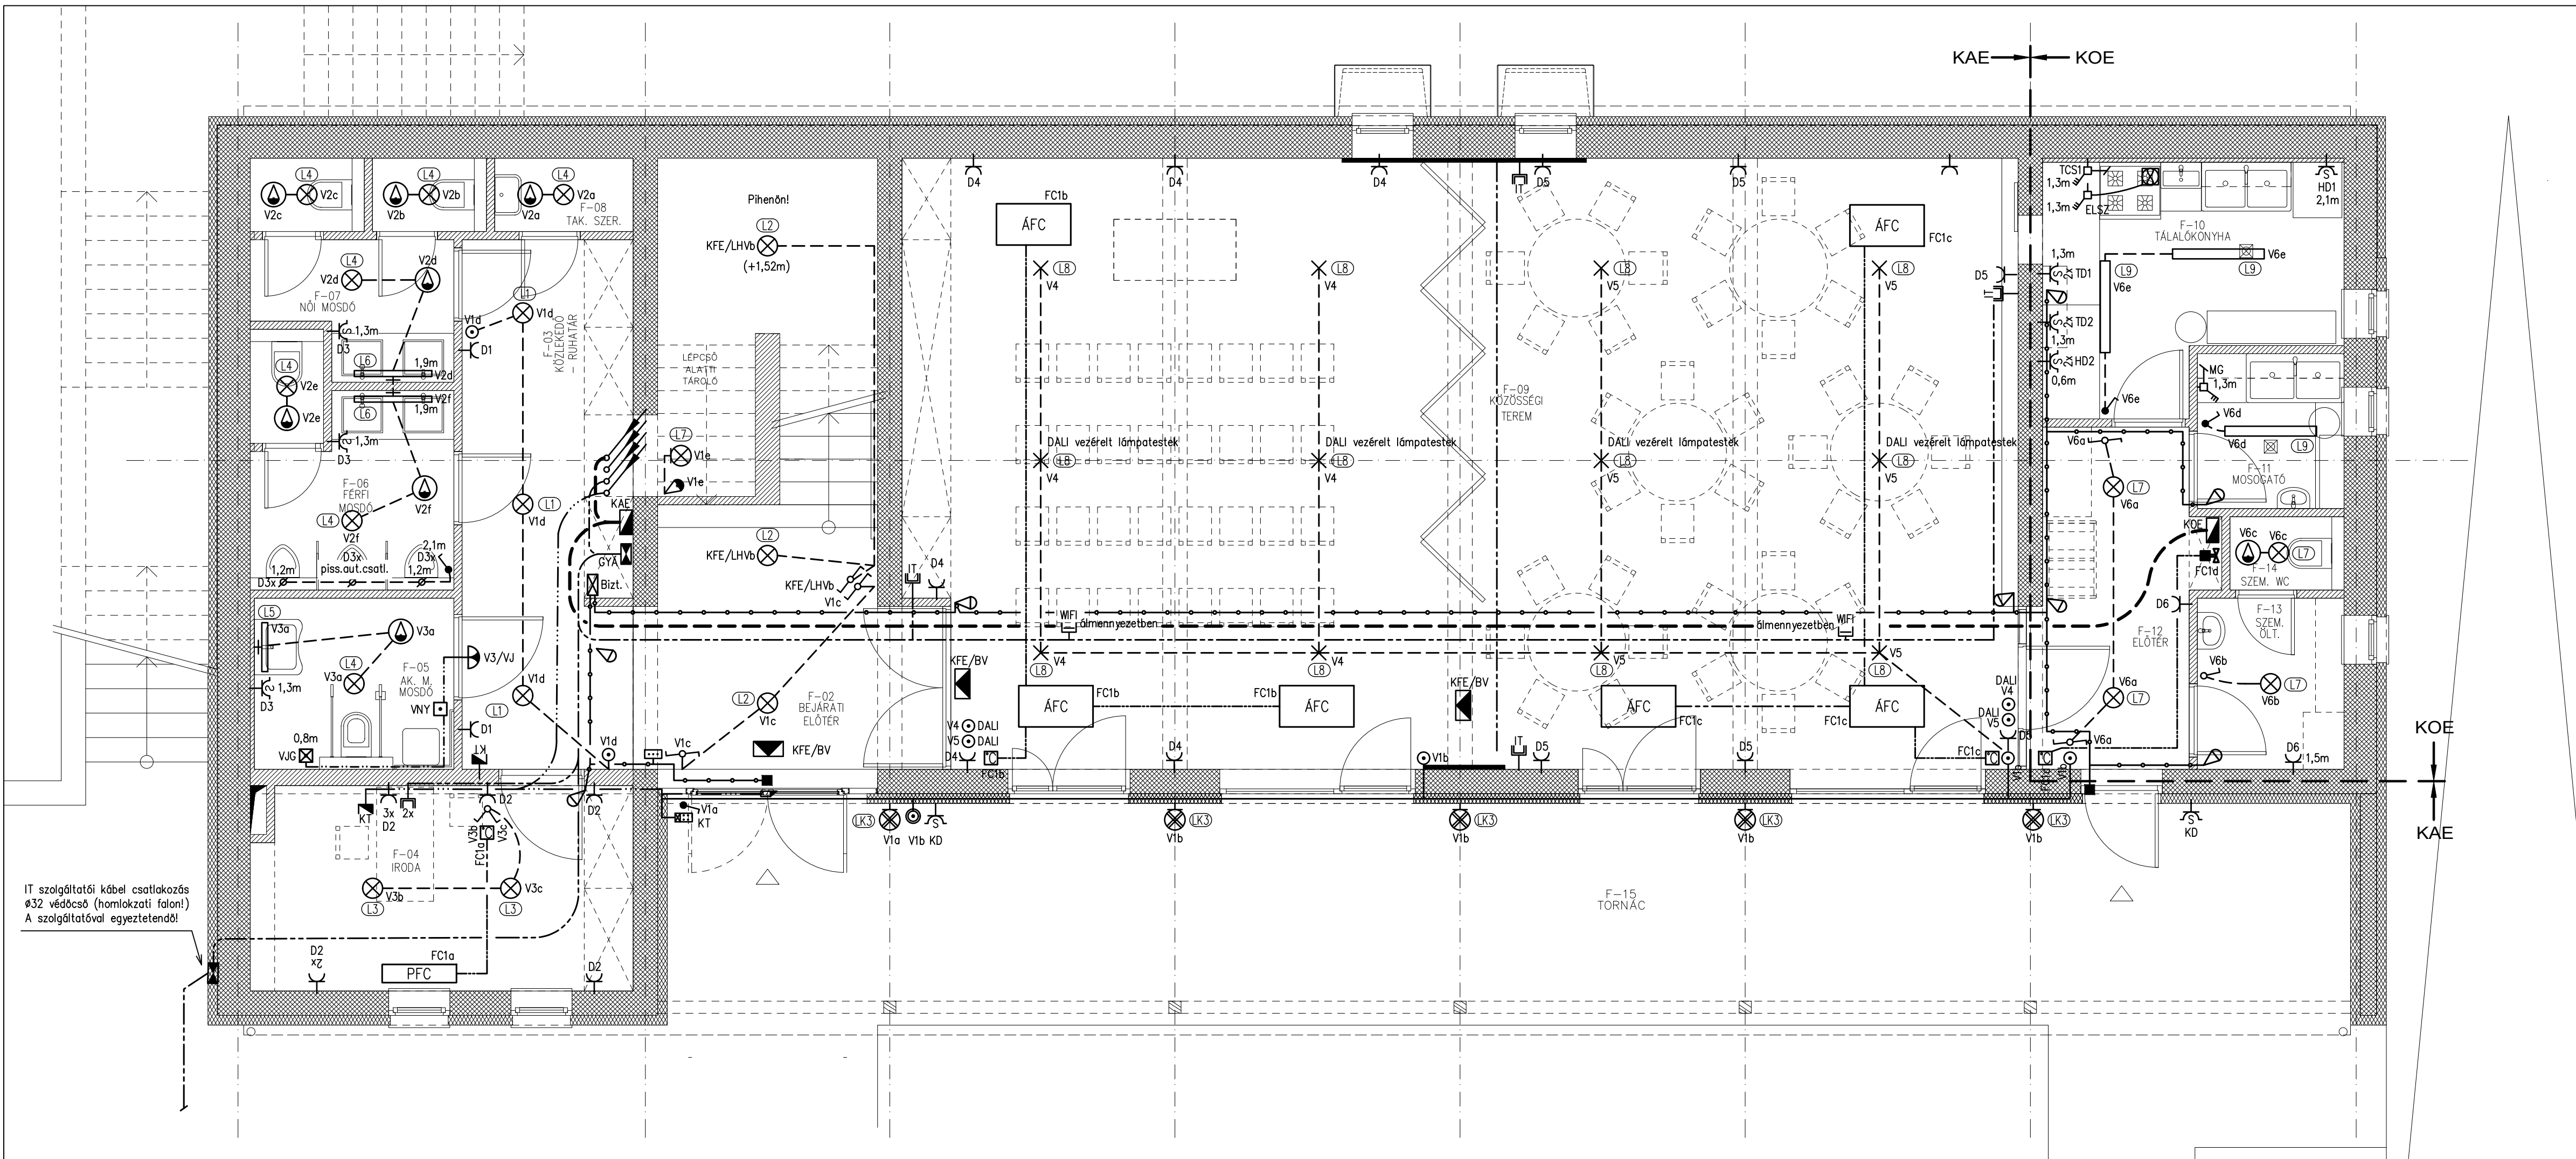 KAE
KOE
L4
V2c
V2c
L4
V2b
V2b
L4
V2a
V2a
F-08
TAK. SZER.
Pihenőn!
L2
KFE/LHVb
(+1,52m)
D4
D4
D4
IT
D5
D5
FC1b
ÁFC
ÁFC
FC1c
TCS1
1,3m
1,3m
ELSZ
HD1
2,1m
F-10
TÁLALÓKONYHA
L4
V2d
V2d
F-07
NŐI MOSDÓ
L1
V1d
V1d
F-03
KÖZLEKEDŐ
RUHATÁR
L8
V4
L8
V4
L8
V5
L8
V5
D5
IT
1,3m
2x
TD1
2x
TD2
1,3m
2x
HD2
0,6m
V6e
L9
L9
V6e
1,3m
D3
D1
L6
1,9m
V2d
L4
V2e
V2e
V2f
L6
1,9m
1,3m
D3
LÉPCSŐ
ALATTI
TÁROLÓ
F-09
KÖZÖSSÉGI
TEREM
V6e
MG
1,3m
V6d
V6d
L9
F-11
MOSOGATÓ
L7
V1e
V1e
DALI vezérelt lámpatestek
L8
V4
DALI vezérelt lámpatestek
L8
V4
DALI vezérelt lámpatestek
L8
V5
DALI vezérelt lámpatestek
L8
V5
V6a
L7
V6a
F-06
FÉRFI
MOSDÓ
L4
V2f
V2f
L1
V1d
KAE
GYA
Bizt.
L2
KFE/LHVb
KFE/LHVb
V1c
IT
D4
KOE
FC1d
V6c
V6c
L7
F-14
SZEM. WC
1,2m
D3x
D3x
piss.aut.csatl.
2,1m
D3x
1,2m
L5
V3a
V3a
L4
V3a
F-05
AK. M.
MOSDÓ
V3/VJ
VNY
1,3m
D3
0,8m
VJG
V1d
L1
D1
KT
WIFI
álmennyezetben
álmennyezetben
WIFI
L8
V4
L8
V4
L8
V5
L8
V5
D6
F-13
SZEM.
ÖLT.
F-12
ELŐTÉR
V6b
L7
V6b
V6a
L7
V6a
D6
1,5m
L2
V1c
F-02
BEJÁRATI
ELŐTÉR
KFE/BV
KFE/BV
KFE/BV
V1d
V1c
V4
DALI
V5
DALI
D4
FC1b
ÁFC
FC1b
FC1b
ÁFC
D4
V1b
IT
D5
ÁFC
FC1c
D5
FC1c
ÁFC
FC1c
DALI
V4
DALI
V5
D5
V1a
FC1d
V1b
KOE
KAE
KT
3x
D2
2x
D2
V3b
V3c
FC1a
D2
V1a
KT
LK3
V1a
V1b
KD
LK3
V1b
LK3
V1b
LK3
V1b
LK3
V1b
KD
F-04
IRODA
V3b
L3
V3c
L3
F-15
TORNÁC
IT szolgáltatói kábel csatlakozás
ø32 védőcső (homlokzati falon!)
A szolgáltatóval egyeztetendő!
D2
2x
FC1a
PFC
D2